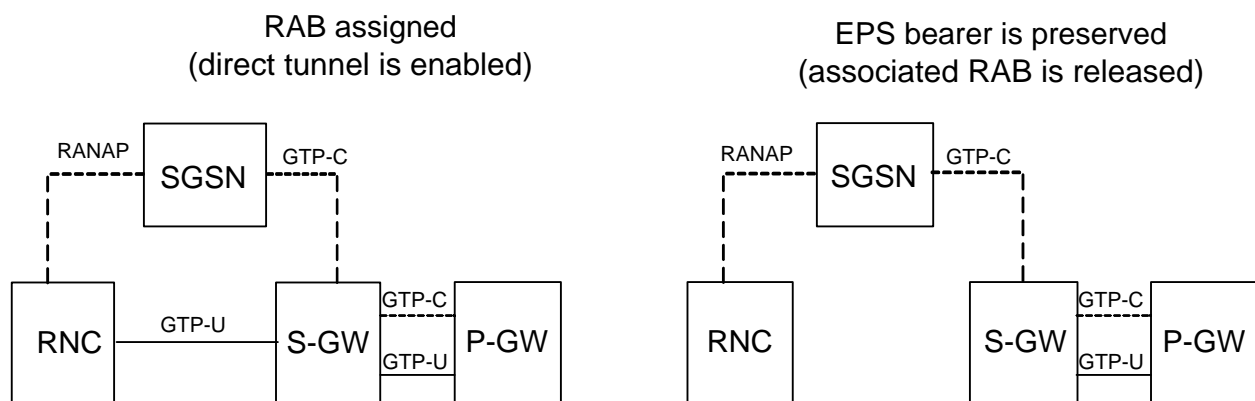 RAB assigned
(direct tunnel is enabled)
RANAP
SGSN
GTP-C
RNC
GTP-U
S-GW
GTP-C
GTP-U
P-GW
EPS bearer is preserved
(associated RAB is released)
RANAP
SGSN
GTP-C
RNC
S-GW
GTP-C
GTP-U
P-GW